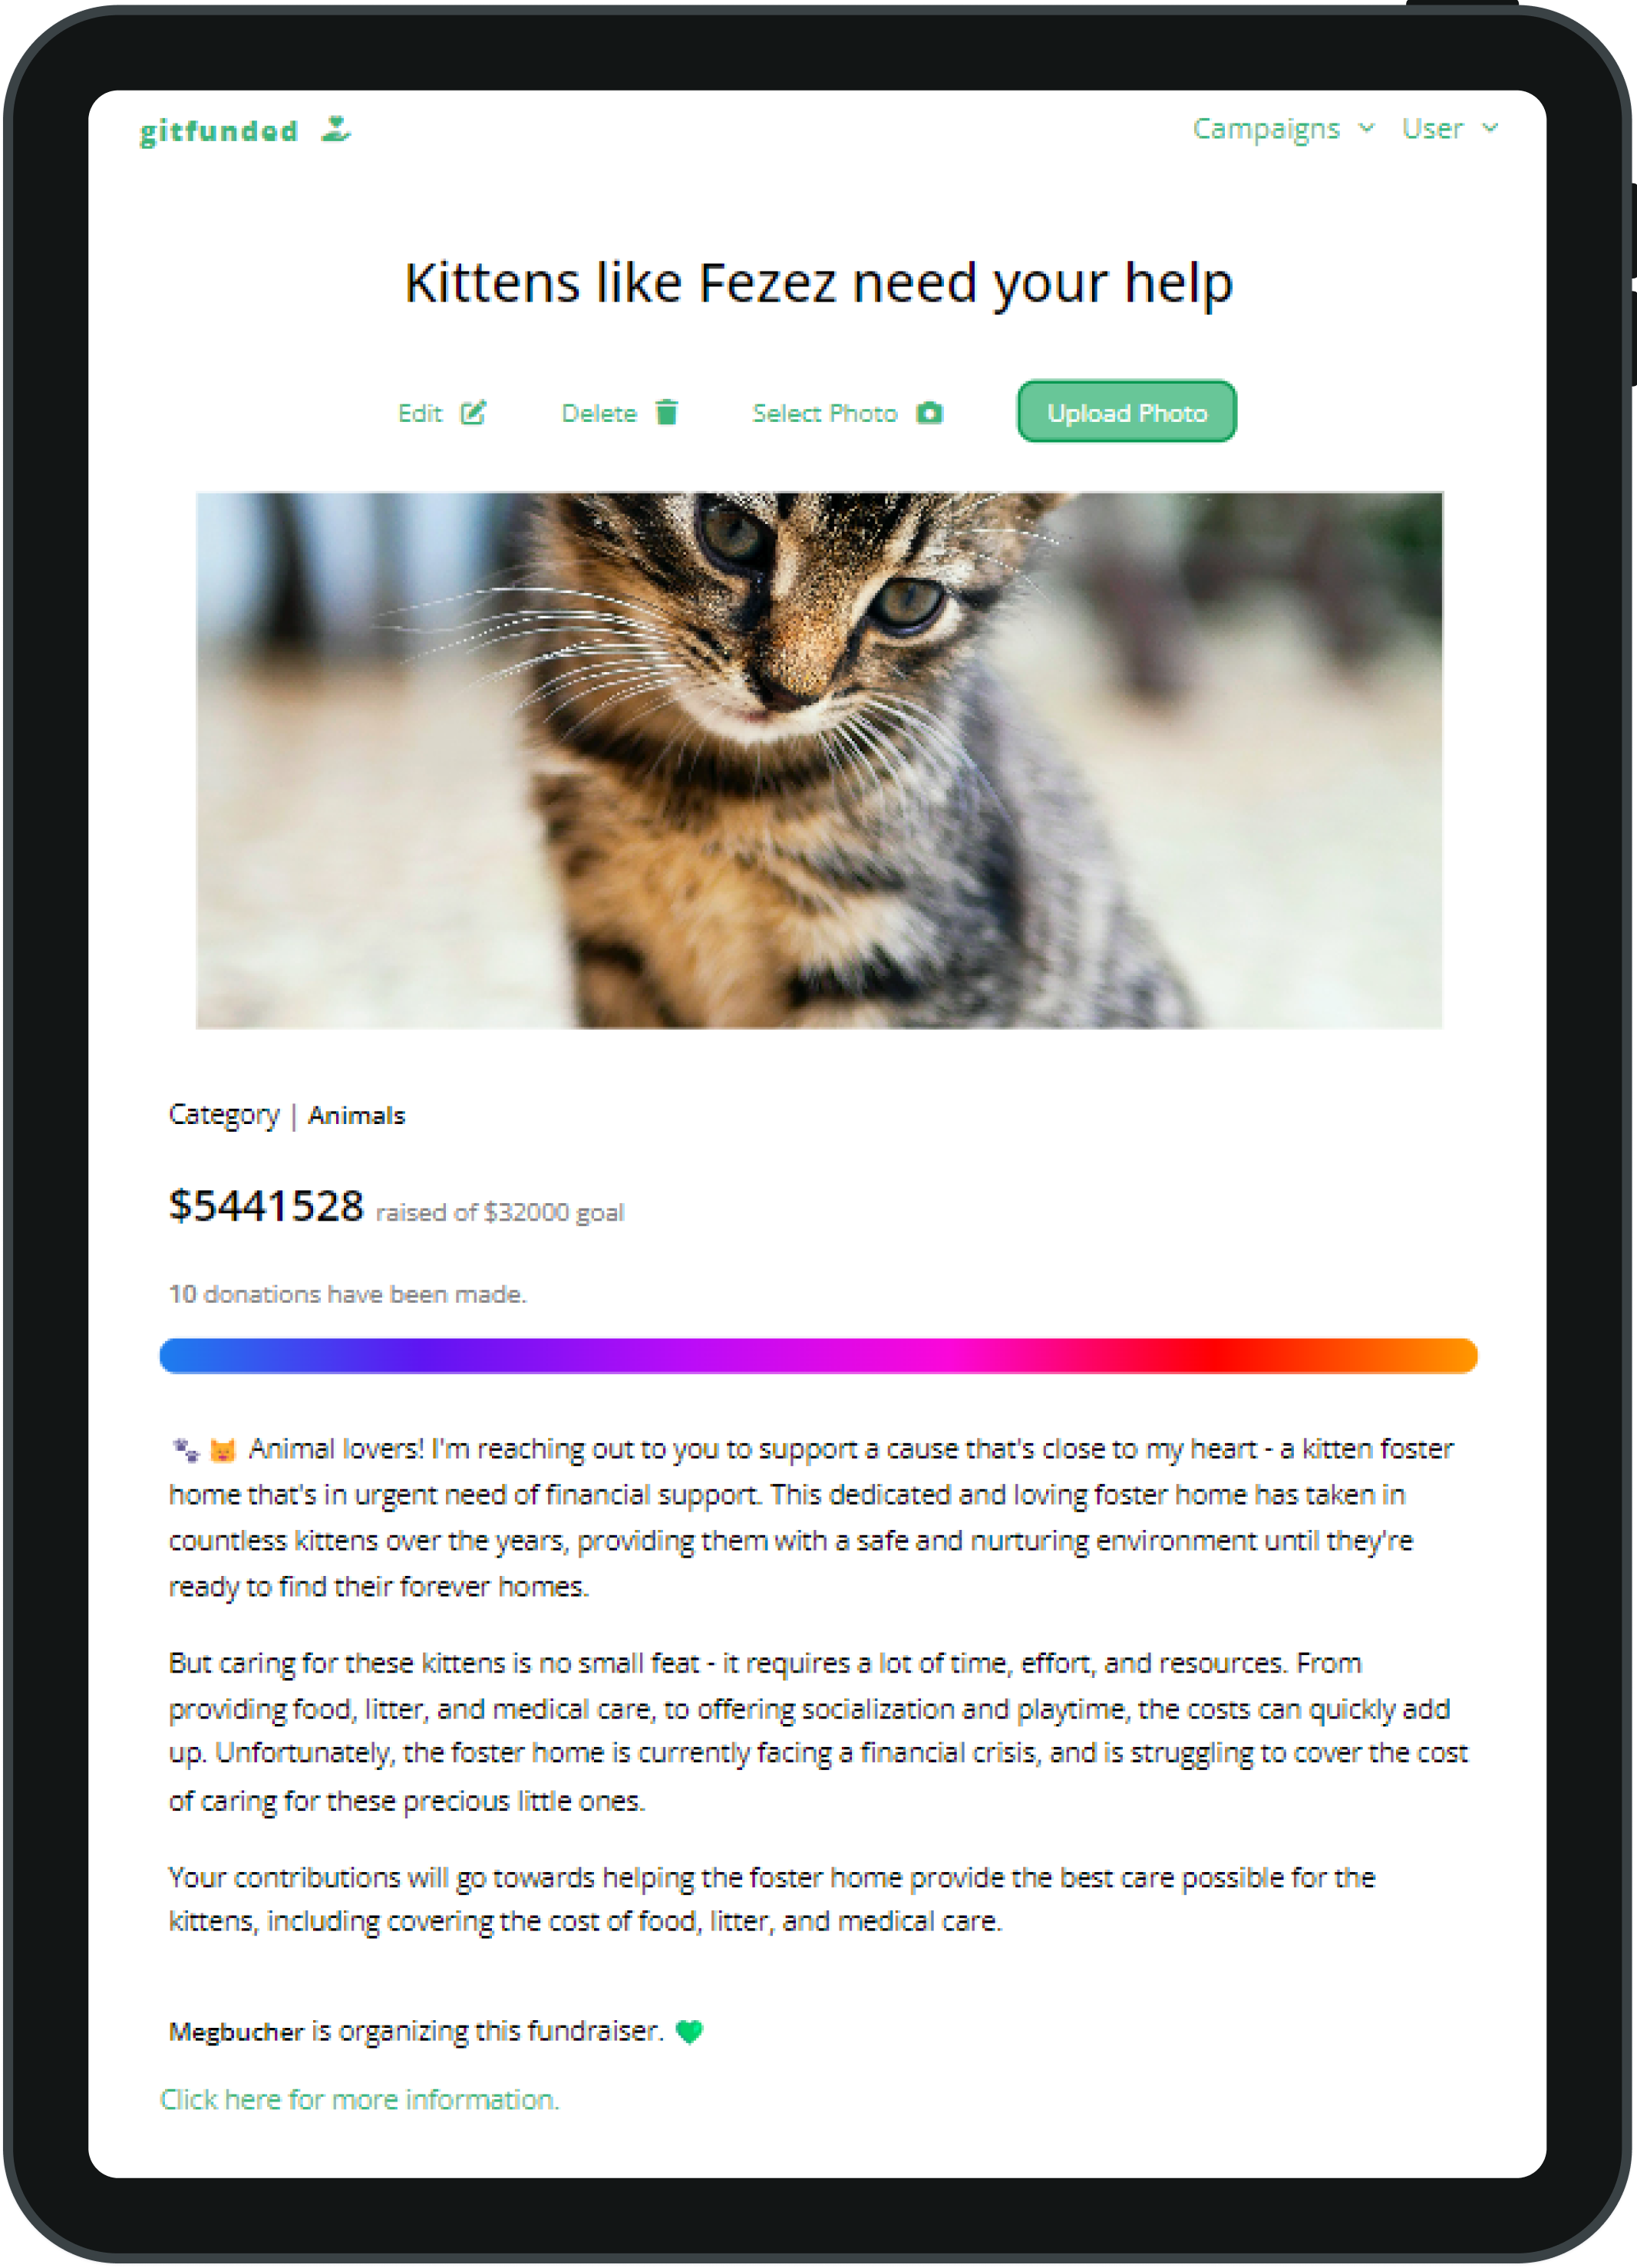 gitfunded
Campaigns User
Kittens like Fezez need your help
Edit Delete Select Photo Upload Photo
Category | Animals
$5441528 raised of $32000 goal
10 donations have been made.
🐾 😺 Animal lovers! I'm reaching out to you to support a cause that's close to my heart - a kitten foster
home that's in urgent need of financial support. This dedicated and loving foster home has taken in
countless kittens over the years, providing them with a safe and nurturing environment until they're
ready to find their forever homes.
But caring for these kittens is no small feat - it requires a lot of time, effort, and resources. From
providing food, litter, and medical care, to offering socialization and playtime, the costs can quickly add
up. Unfortunately, the foster home is currently facing a financial crisis, and is struggling to cover the cost
of caring for these precious little ones.
Your contributions will go towards helping the foster home provide the best care possible for the
kittens, including covering the cost of food, litter, and medical care.
Megbucher is organizing this fundraiser. 💚
Click here for more information.